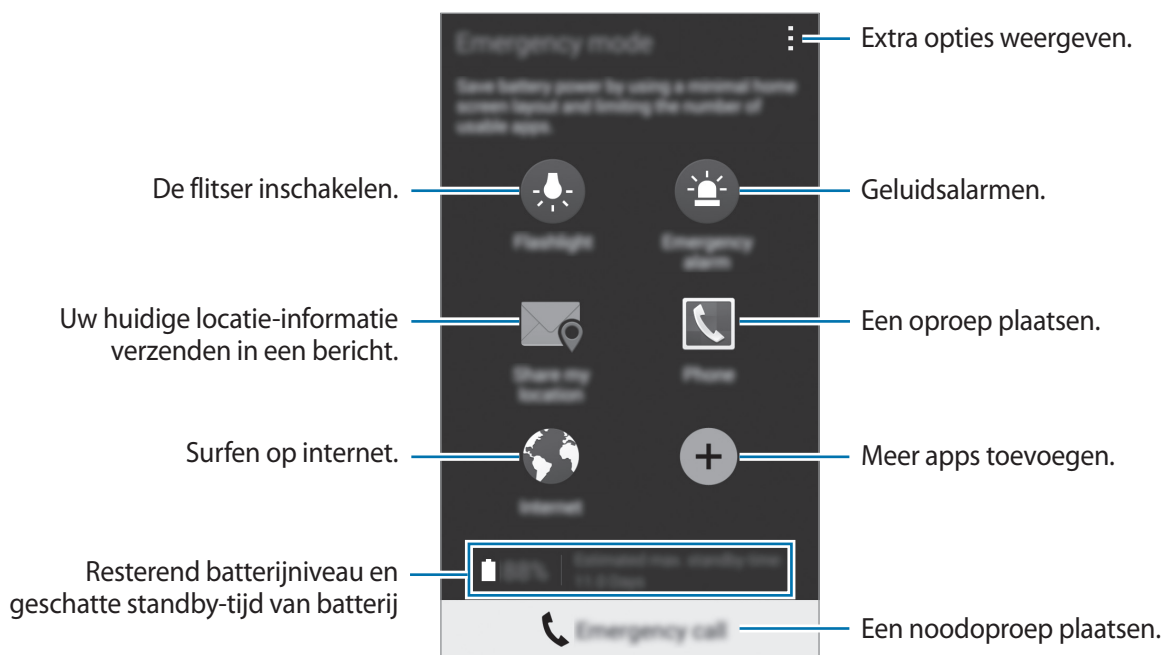 Emergency mode
Extra opties weergeven.
Save battery power by using a minimal home
screen layout and limiting the number of
usable apps.
De flitser inschakelen.
Geluidsalarmen.
Flashlight
Emergency
alarm
Uw huidige locatie-informatie
verzenden in een bericht.
Een oproep plaatsen.
Share my
location
Phone
Surfen op internet.
Meer apps toevoegen.
Internet
Resterend batterijniveau en
geschatte standby-tijd van batterij
Estimated max. standby time
Emergency call
Een noodoproep plaatsen.